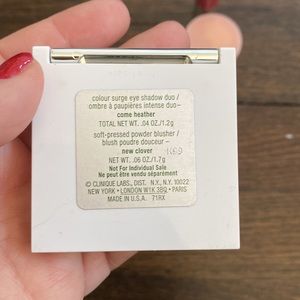 colour surge eye shadow duo /
ombre à paupières intense duo–
come heather
TOTAL NET WT. .04 OZ./1.2g
soft-pressed powder blusher /
blush poudre douceur –
new clover
NET WT. .06 OZ./1.7g
Not For Individual Sale
Ne peut être vendu séparément
© CLINIQUE LABS., DIST. N.Y., N.Y. 10022
NEW YORK • LONDON W1K 3BQ • PARIS
MADE IN U.S.A. 71RX